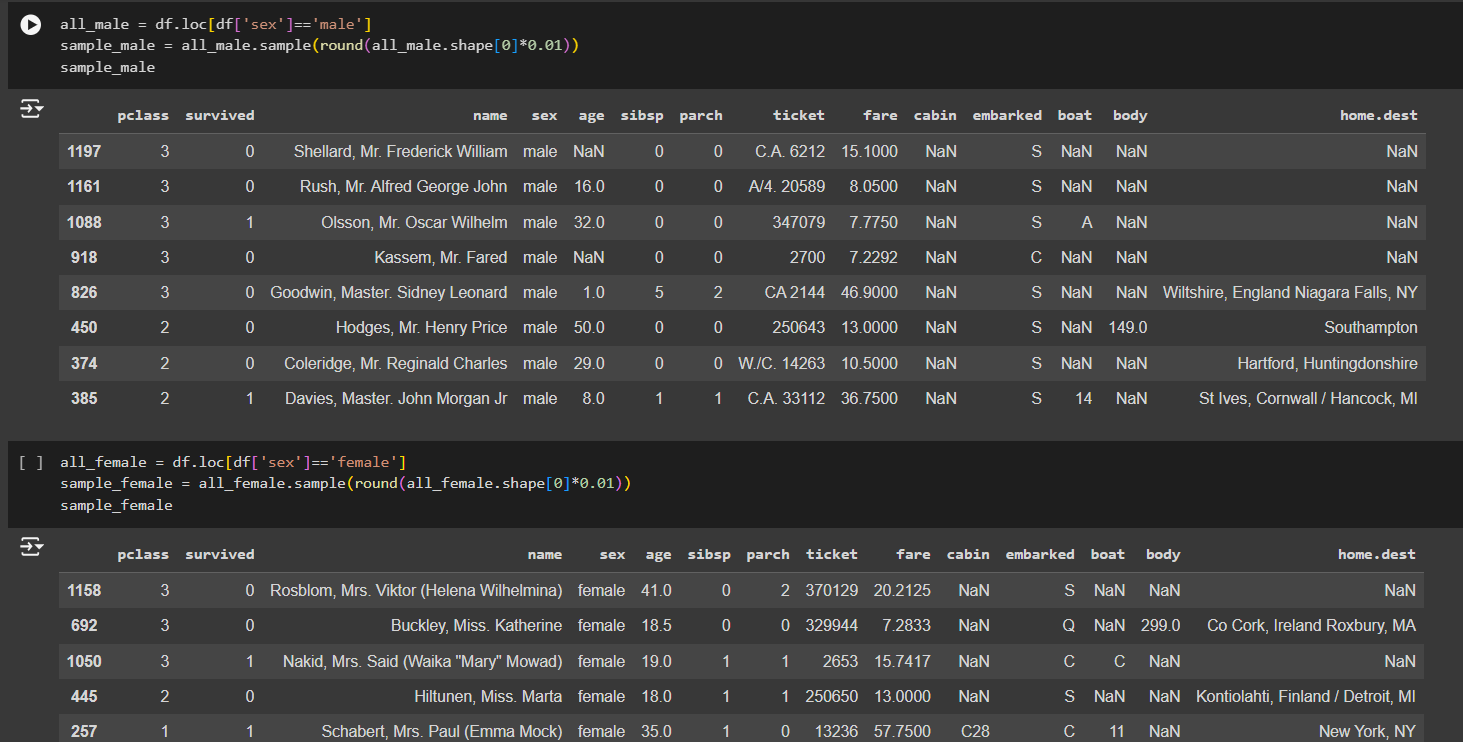 all_male = df.loc[df['sex']=='male']
sample_male = all_male.sample(round(all_male.shape[0]*0.01))
sample_male
pclass survived name sex age sibsp parch ticket fare cabin embarked boat body home.dest
1197 3 0 Shellard, Mr. Frederick William male NaN 0 0 C.A. 6212 15.1000 NaN S NaN NaN NaN
1161 3 0 Rush, Mr. Alfred George John male 16.0 0 0 A/4. 20589 8.0500 NaN S NaN NaN NaN
1088 3 1 Olsson, Mr. Oscar Wilhelm male 32.0 0 0 347079 7.7750 NaN S A NaN NaN
918 3 0 Kassem, Mr. Fared male NaN 0 0 2700 7.2292 NaN C NaN NaN NaN
826 3 0 Goodwin, Master. Sidney Leonard male 1.0 5 2 CA 2144 46.9000 NaN S NaN NaN Wiltshire, England Niagara Falls, NY
450 2 0 Hodges, Mr. Henry Price male 50.0 0 0 250643 13.0000 NaN S NaN 149.0 Southampton
374 2 0 Coleridge, Mr. Reginald Charles male 29.0 0 0 W./C. 14263 10.5000 NaN S NaN NaN Hartford, Huntingdonshire
385 2 1 Davies, Master. John Morgan Jr male 8.0 1 1 C.A. 33112 36.7500 NaN S 14 NaN St Ives, Cornwall / Hancock, MI
[ ] all_female = df.loc[df['sex']=='female']
sample_female = all_female.sample(round(all_female.shape[0]*0.01))
sample_female
pclass survived name sex age sibsp parch ticket fare cabin embarked boat body home.dest
1158 3 0 Rosblom, Mrs. Viktor (Helena Wilhelmina) female 41.0 0 2 370129 20.2125 NaN S NaN NaN NaN
692 3 0 Buckley, Miss. Katherine female 18.5 0 0 329944 7.2833 NaN Q NaN 299.0 Co Cork, Ireland Roxbury, MA
1050 3 1 Nakid, Mrs. Said (Waika "Mary" Mowad) female 19.0 1 1 2653 15.7417 NaN C C NaN NaN
445 2 0 Hiltunen, Miss. Marta female 18.0 1 1 250650 13.0000 NaN S NaN NaN Kontiolahti, Finland / Detroit, MI
257 1 1 Schabert, Mrs. Paul (Emma Mock) female 35.0 1 0 13236 57.7500 C28 C 11 NaN New York, NY